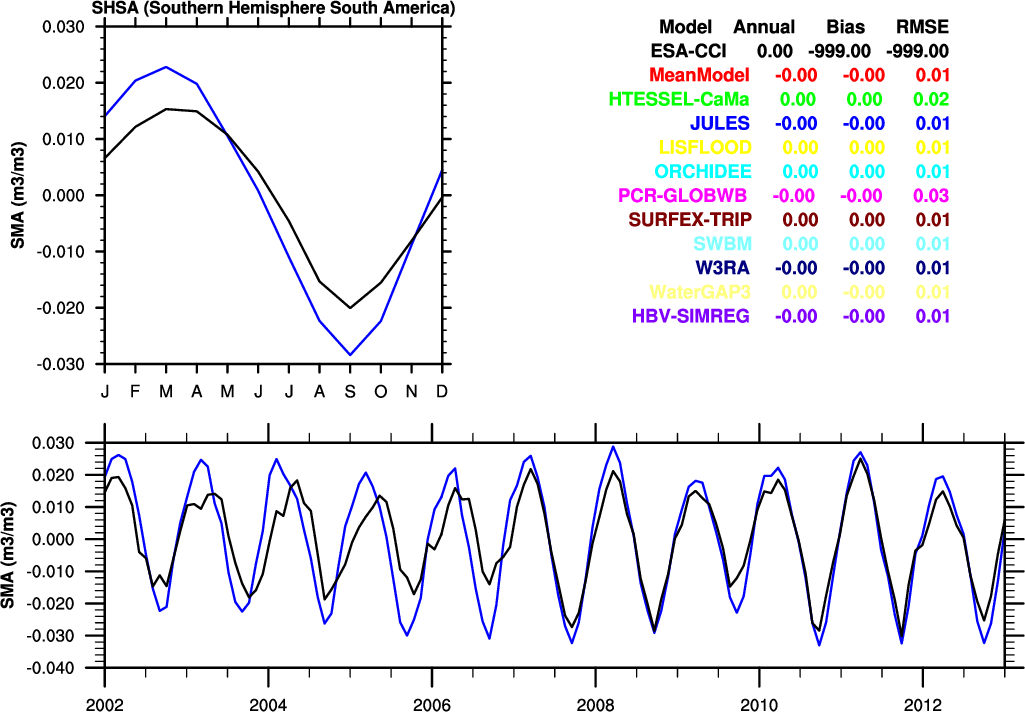 SHSA (Southern Hemisphere South America)
0.030
0.020
0.010
0.000
-0.010
-0.020
-0.030
SMA (m3/m3)
J F M A M J J A S O N D
Model Annual Bias RMSE
ESA-CCI 0.00 -999.00 -999.00
MeanModel -0.00 -0.00 0.01
HTESSEL-CaMa 0.00 0.00 0.02
JULES -0.00 -0.00 0.01
LISFLOOD 0.00 0.00 0.01
ORCHIDEE 0.00 0.00 0.01
PCR-GLOBWB -0.00 -0.00 0.03
SURFEX-TRIP 0.00 0.00 0.01
SWBM 0.00 0.00 0.01
W3RA -0.00 -0.00 0.01
WaterGAP3 0.00 -0.00 0.01
HBV-SIMREG -0.00 -0.00 0.01
0.030
0.020
0.010
0.000
-0.010
-0.020
-0.030
-0.040
SMA (m3/m3)
2002 2004 2006 2008 2010 2012